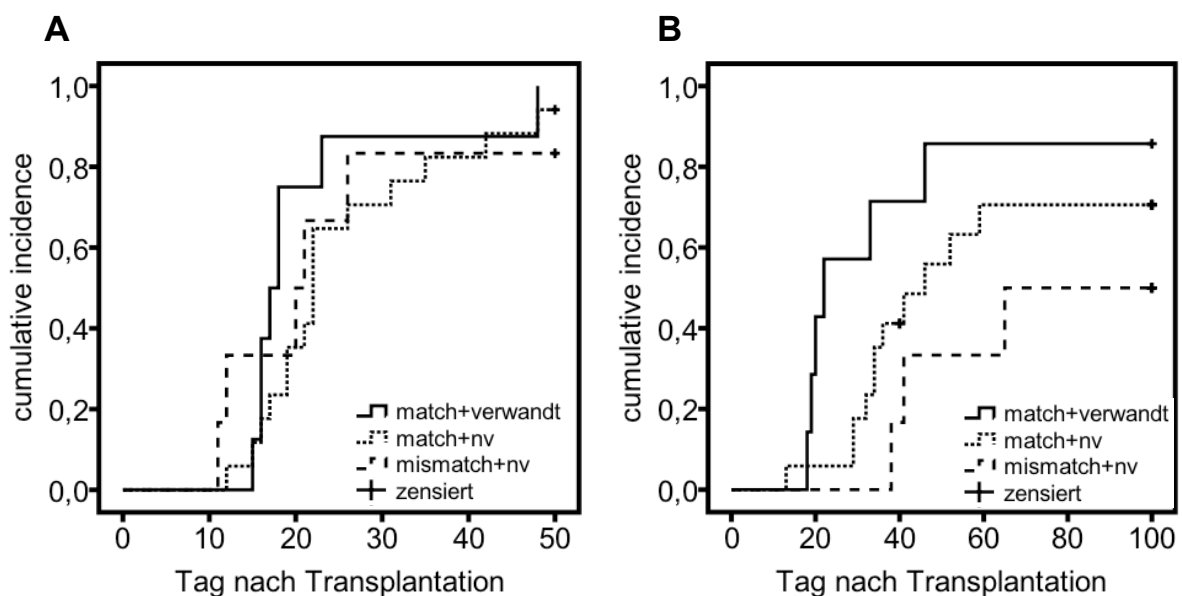 A
cumulative incidence
1,0
0,8
0,6
0,4
0,2
0,0
match+verwandt
match+nv
mismatch+nv
zensiert
0 10 20 30 40 50
Tag nach Transplantation
B
cumulative incidence
1,0
0,8
0,6
0,4
0,2
0,0
match+verwandt
match+nv
mismatch+nv
zensiert
0 20 40 60 80 100
Tag nach Transplantation